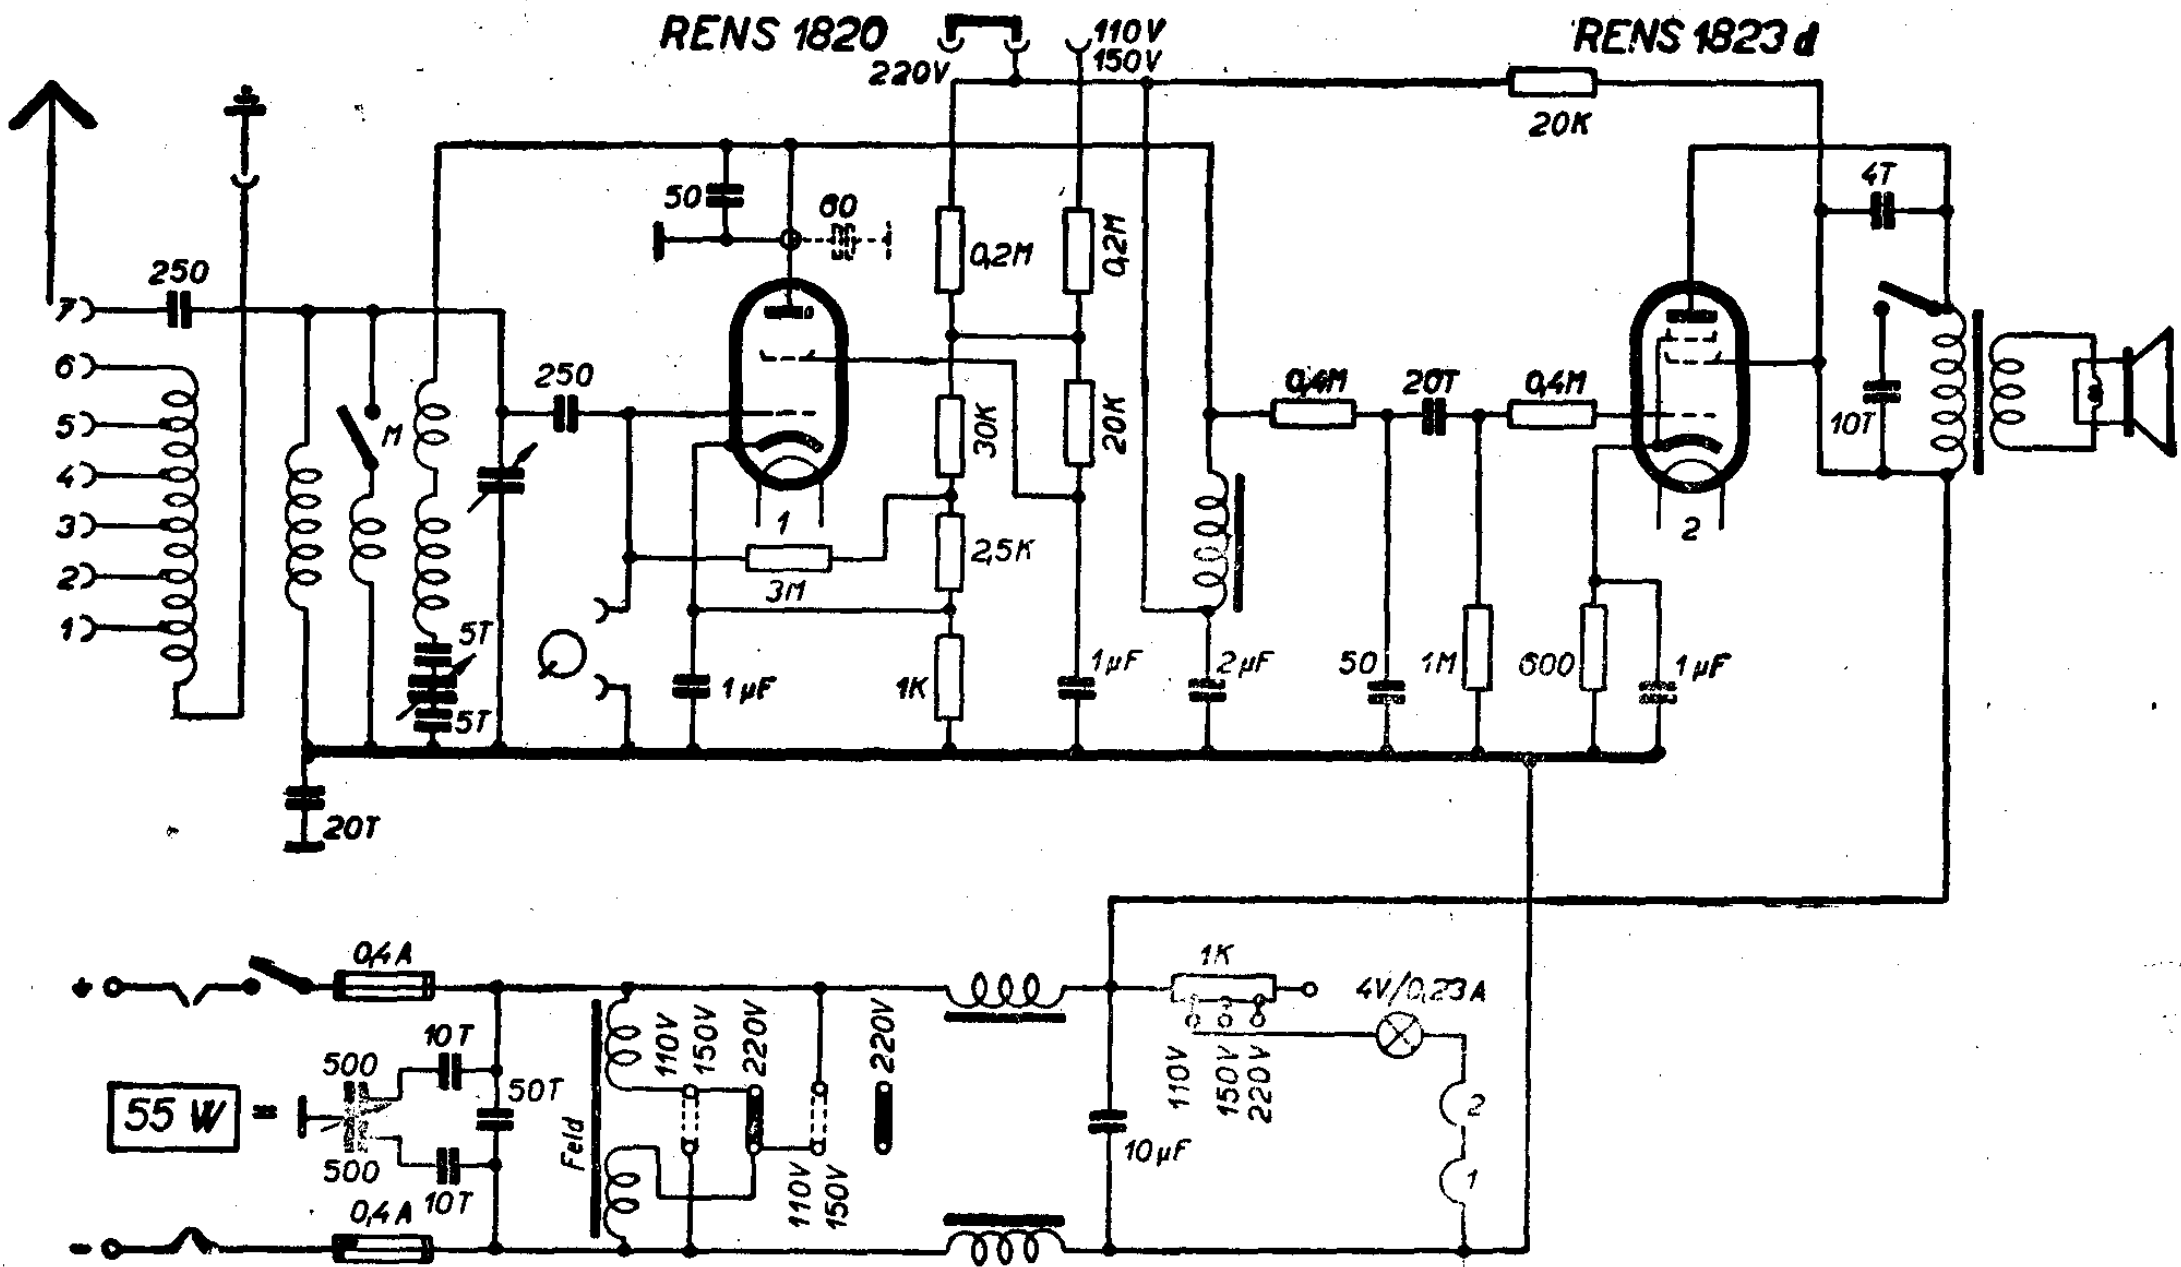 RENS 1820
110V
150V
220V
RENS 1823 d
20K
4T
50
60
0,2M
0,2M
250
7
6
5
4
3
2
1
250
M
0,4M
20T
0,4M
10T
30K
20K
1
2
2,5K
3M
5T
5T
1µF
1K
1µF
2µF
50
1M
600
1µF
20T
+
0,4A
1K
4V/0,23A
110V
150V
220V
220V
10T
500
50T
55 W =
500
10T
Feld
110V
150V
110V
150V
220V
10µF
2
1
0,4A
-